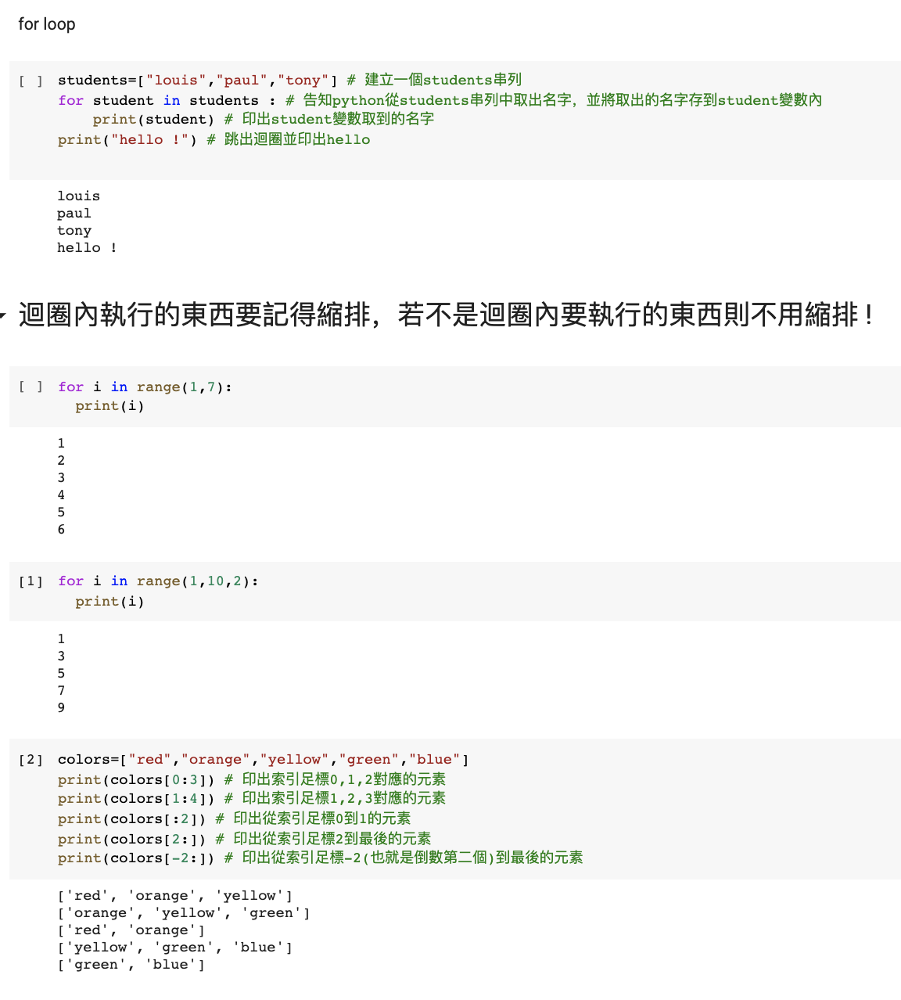 for loop
[ ] students=["louis","paul","tony"] # 建立一個students串列
for student in students : # 告知python從students串列中取出名字，並將取出的名字存到student變數內
    print(student) # 印出student變數取到的名字
print("hello !") # 跳出迴圈並印出hello
louis
paul
tony
hello !
迴圈內執行的東西要記得縮排，若不是迴圈內要執行的東西則不用縮排 !
[ ] for i in range(1,7):
  print(i)
1
2
3
4
5
6
[1] for i in range(1,10,2):
  print(i)
1
3
5
7
9
[2] colors=["red","orange","yellow","green","blue"]
print(colors[0:3]) # 印出索引足標0,1,2對應的元素
print(colors[1:4]) # 印出索引足標1,2,3對應的元素
print(colors[:2]) # 印出從索引足標0到1的元素
print(colors[2:]) # 印出從索引足標2到最後的元素
print(colors[-2:]) # 印出從索引足標-2(也就是倒數第二個)到最後的元素
['red', 'orange', 'yellow']
['orange', 'yellow', 'green']
['red', 'orange']
['yellow', 'green', 'blue']
['green', 'blue']